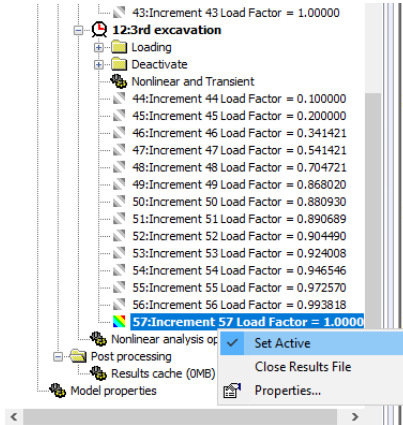 43:Increment 43 Load Factor = 1.00000
12:3rd excavation
Loading
Deactivate
Nonlinear and Transient
44:Increment 44 Load Factor = 0.100000
45:Increment 45 Load Factor = 0.200000
46:Increment 46 Load Factor = 0.341421
47:Increment 47 Load Factor = 0.541421
48:Increment 48 Load Factor = 0.704721
49:Increment 49 Load Factor = 0.868020
50:Increment 50 Load Factor = 0.880930
51:Increment 51 Load Factor = 0.890689
52:Increment 52 Load Factor = 0.904490
53:Increment 53 Load Factor = 0.924008
54:Increment 54 Load Factor = 0.946546
55:Increment 55 Load Factor = 0.972570
56:Increment 56 Load Factor = 0.993818
57:Increment 57 Load Factor = 1.0000
Nonlinear analysis op
Set Active
Post processing
Close Results File
Results cache (0MB)
Properties...
Model properties